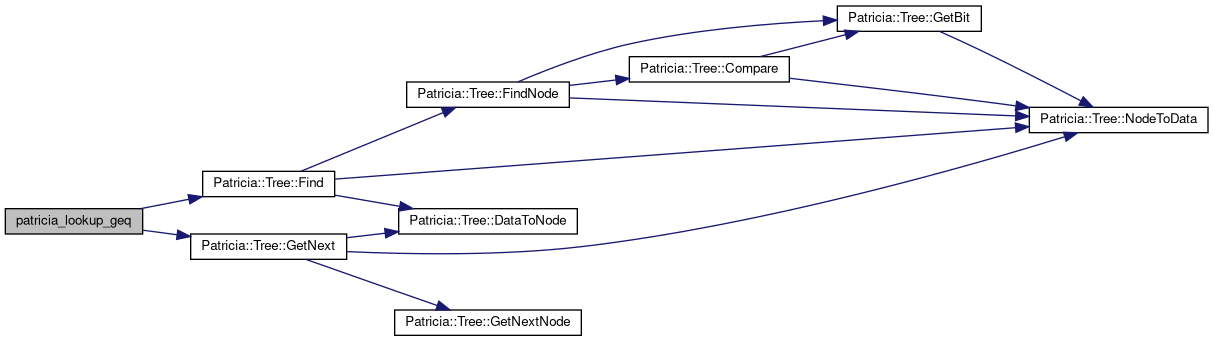 Patricia::Tree::GetBit
Patricia::Tree::Compare
Patricia::Tree::FindNode
Patricia::Tree::NodeToData
Patricia::Tree::Find
patricia_lookup_geq
Patricia::Tree::DataToNode
Patricia::Tree::GetNext
Patricia::Tree::GetNextNode